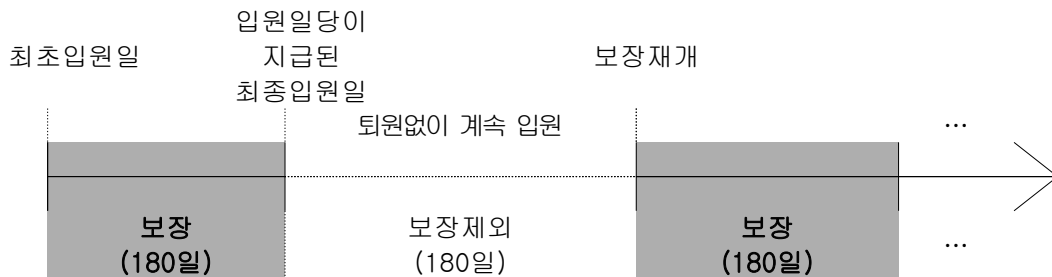 최초입원일
입원일당이
지급된
최종입원일
보장재개
퇴원없이 계속 입원
...
보장
(180일)
보장제외
(180일)
보장
(180일)
...